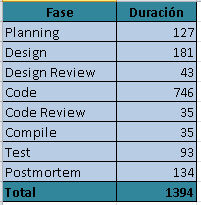 Fase Duración
Planning 127
Design 181
Design Review 43
Code 746
Code Review 35
Compile 35
Test 93
Postmortem 134
Total 1394